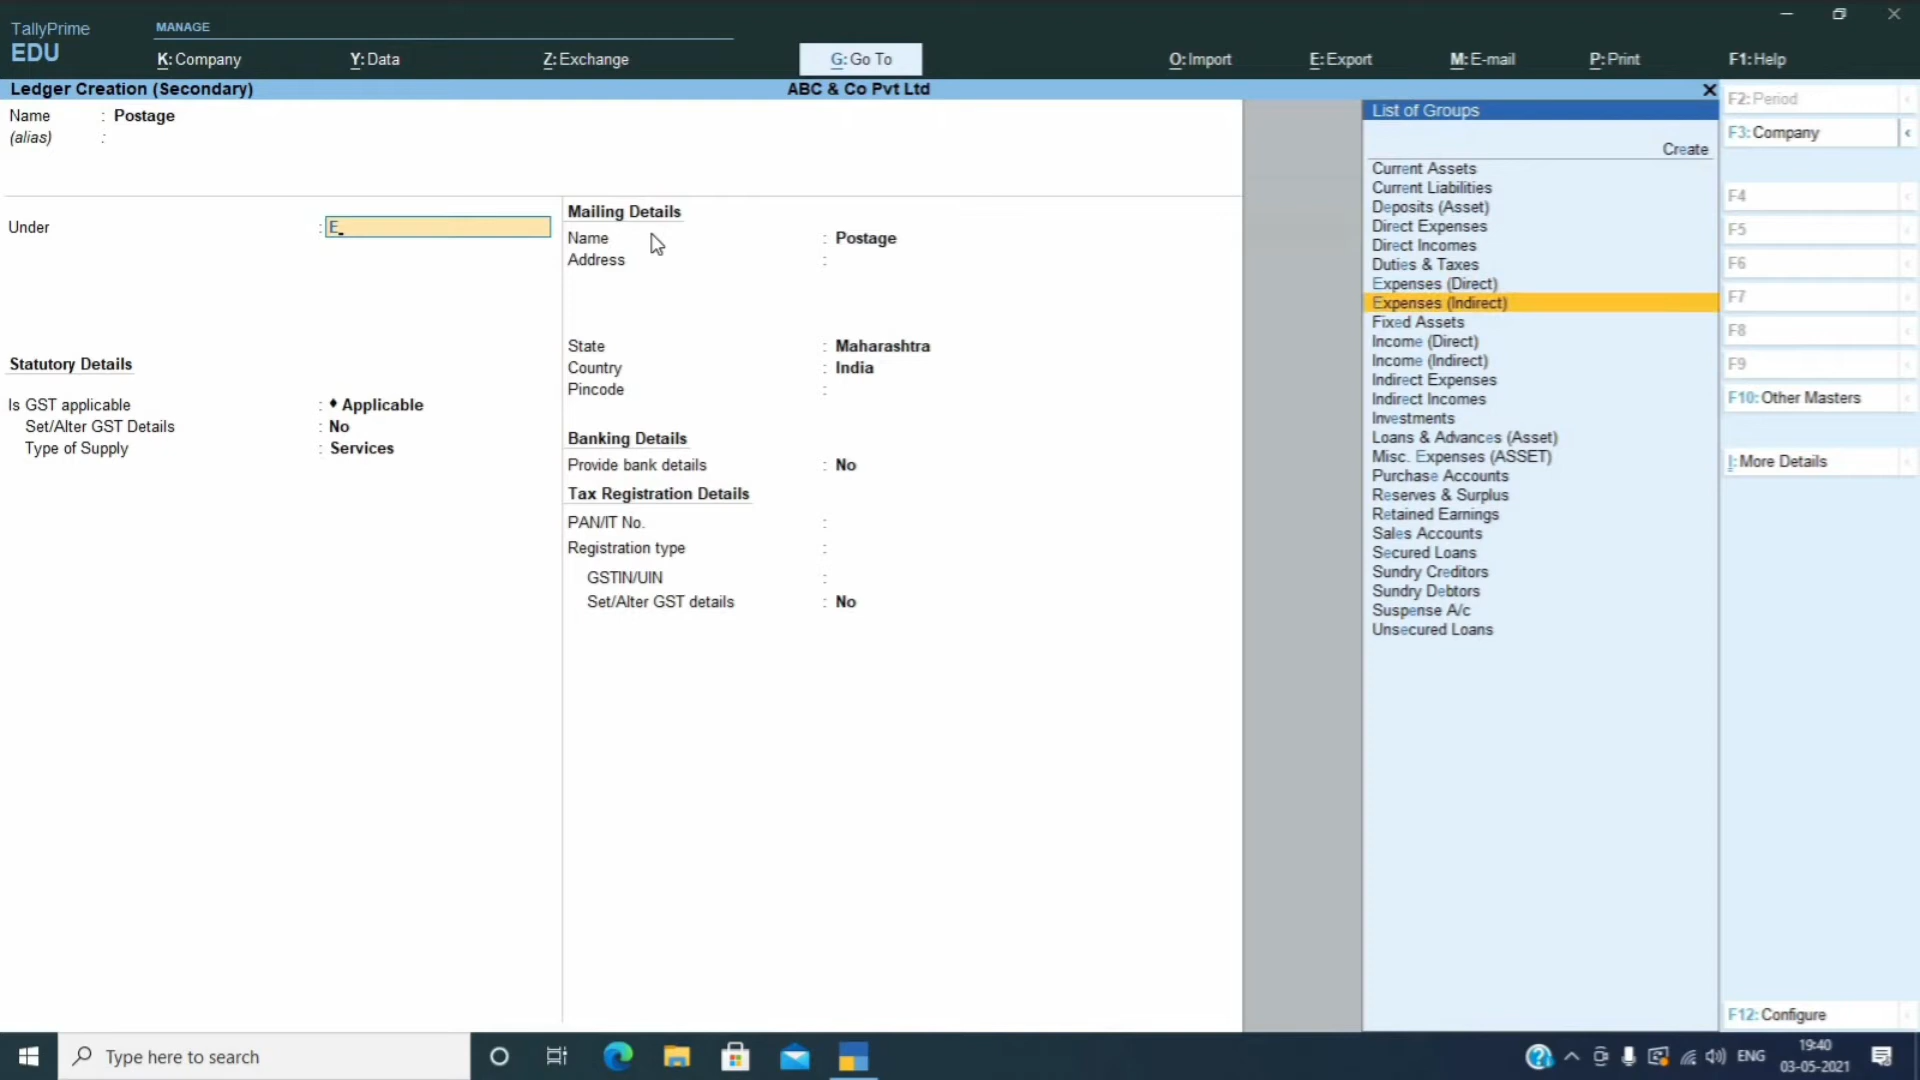 TallyPrime
EDU
MANAGE
K: Company
Y: Data
Z: Exchange
G: Go To
O: Import
E: Export
M: E-mail
P: Print
F1: Help
Ledger Creation (Secondary)
ABC & Co Pvt Ltd
Name : Postage
(alias) :
Under : E
Statutory Details
Is GST applicable : ♦ Applicable
Set/Alter GST Details : No
Type of Supply : Services
Mailing Details
Name : Postage
Address :
State : Maharashtra
Country : India
Pincode :
Banking Details
Provide bank details : No
Tax Registration Details
PAN/IT No. :
Registration type :
GSTIN/UIN :
Set/Alter GST details : No
List of Groups
Create
Current Assets
Current Liabilities
Deposits (Asset)
Direct Expenses
Direct Incomes
Duties & Taxes
Expenses (Direct)
Expenses (Indirect)
Fixed Assets
Income (Direct)
Income (Indirect)
Indirect Expenses
Indirect Incomes
Investments
Loans & Advances (Asset)
Misc. Expenses (ASSET)
Purchase Accounts
Reserves & Surplus
Retained Earnings
Sales Accounts
Secured Loans
Sundry Creditors
Sundry Debtors
Suspense A/c
Unsecured Loans
F2: Period
F3: Company
F4
F5
F6
F7
F8
F9
F10: Other Masters
I: More Details
F12: Configure
Type here to search
ENG
19:40
03-05-2021